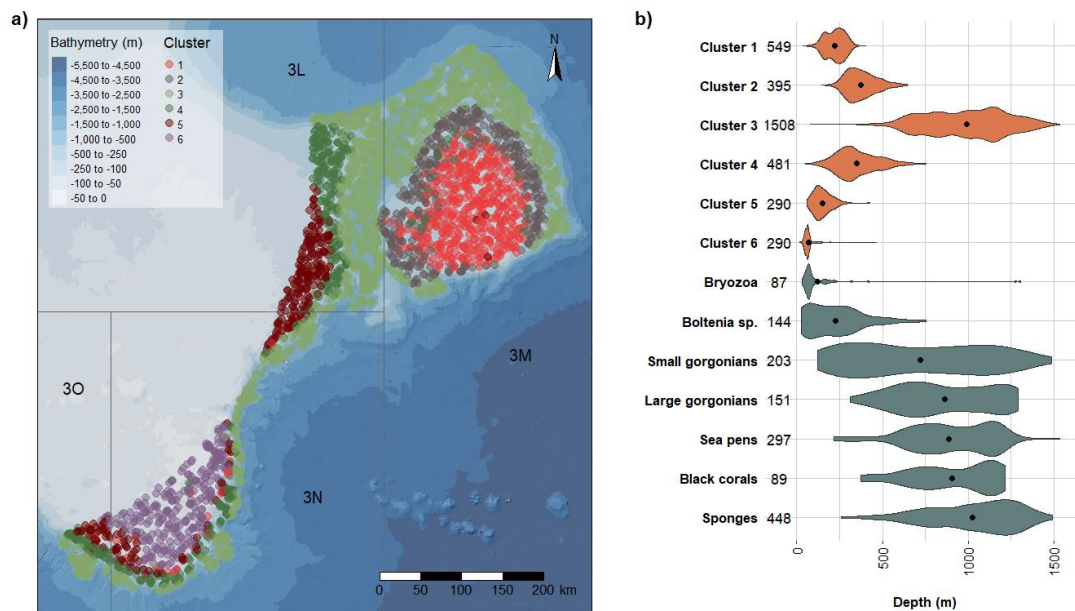 a)
Bathymetry (m)
-5,500 to -4,500
-4,500 to -3,500
-3,500 to -2,500
-2,500 to -1,500
-1,500 to -1,000
-1,000 to -500
-500 to -250
-250 to -100
-100 to -50
-50 to 0
Cluster
1
2
3
4
5
6
3L
N
3M
3O
3N
0 50 100 150 200 km
b)
Cluster 1 549
Cluster 2 395
Cluster 3 1508
Cluster 4 481
Cluster 5 290
Cluster 6 290
Bryozoa 87
Boltenia sp. 144
Small gorgonians 203
Large gorgonians 151
Sea pens 297
Black corals 89
Sponges 448
0 500 1000 1500
Depth (m)